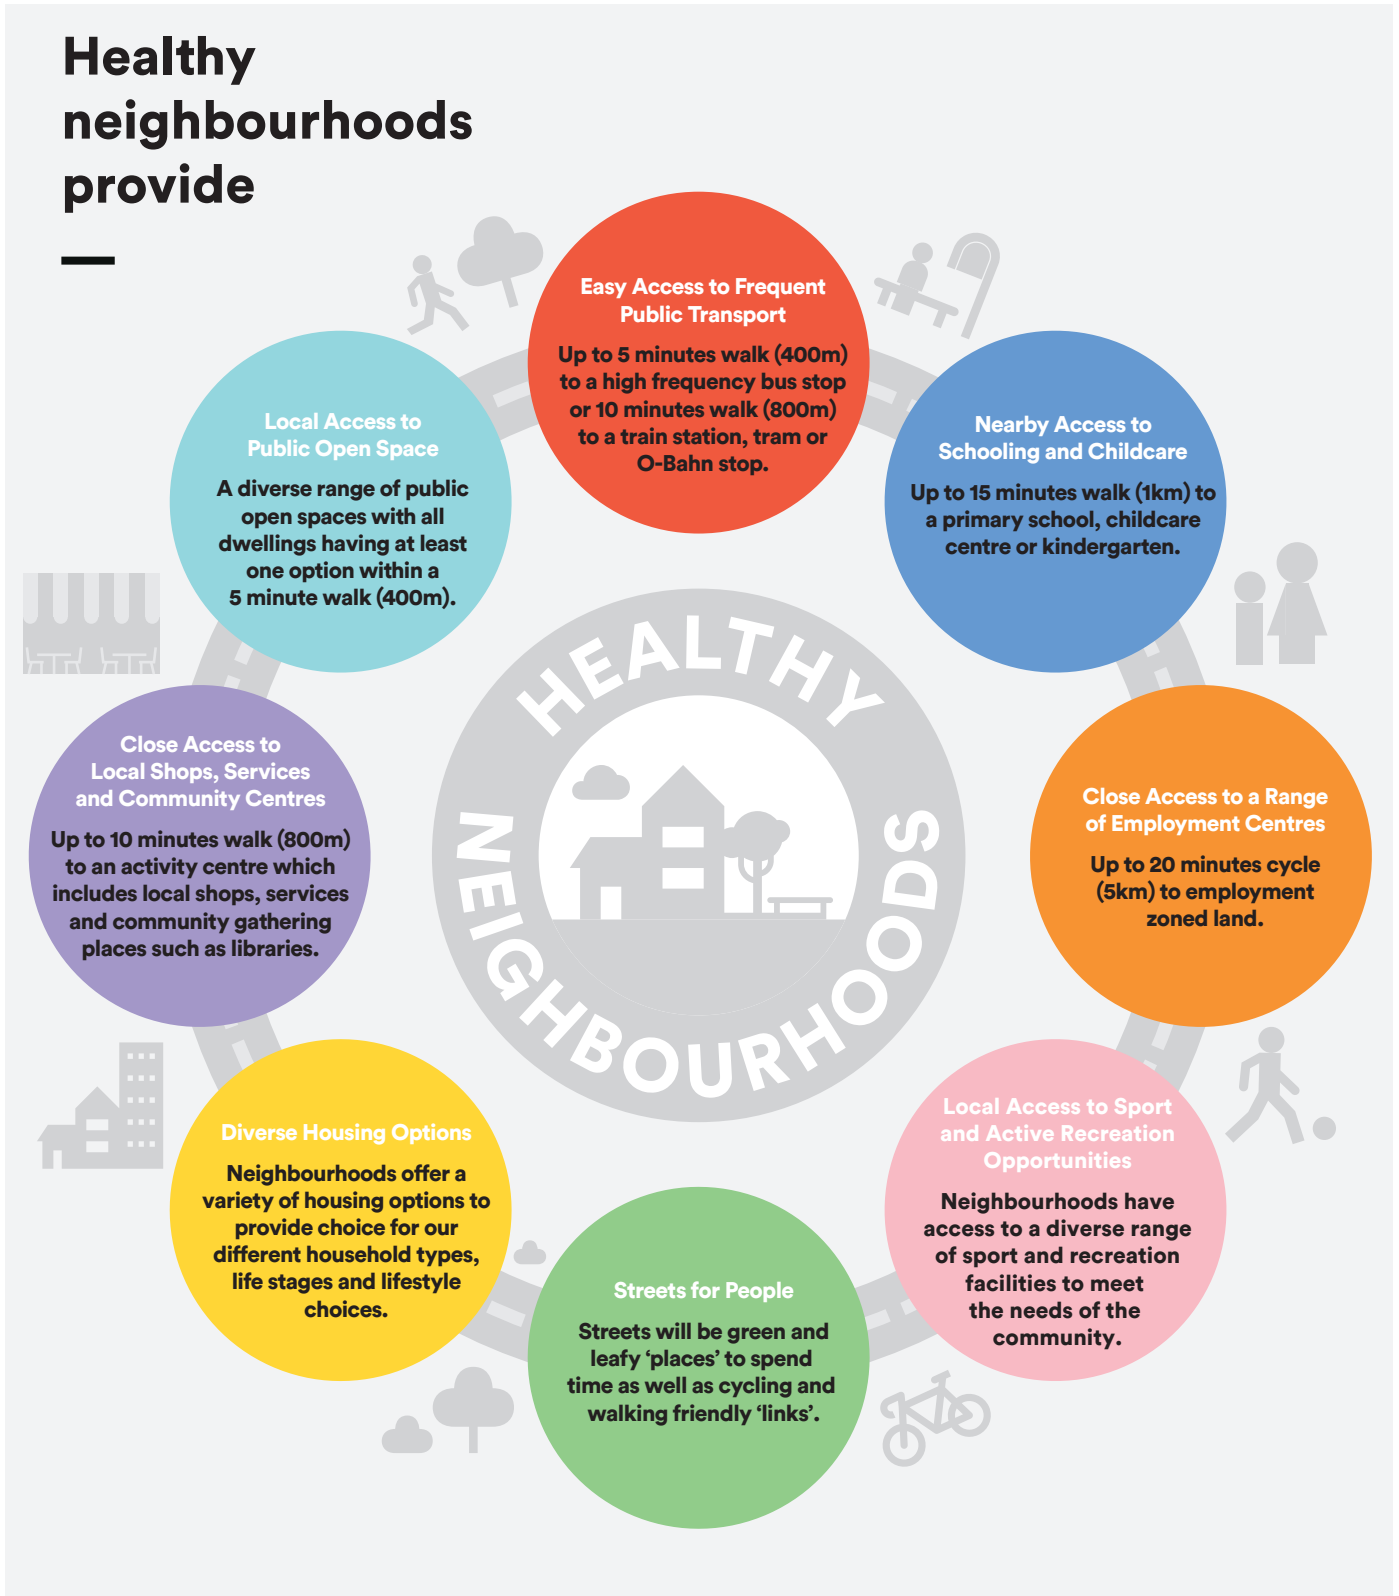 Healthy
neighbourhoods
provide
Easy Access to Frequent
Public Transport
Up to 5 minutes walk (400m)
to a high frequency bus stop
or 10 minutes walk (800m)
to a train station, tram or
O-Bahn stop.
Nearby Access to
Schooling and Childcare
Up to 15 minutes walk (1km) to
a primary school, childcare
centre or kindergarten.
Close Access to a Range
of Employment Centres
Up to 20 minutes cycle
(5km) to employment
zoned land.
Local Access to Sport
and Active Recreation
Opportunities
Neighbourhoods have
access to a diverse range
of sport and recreation
facilities to meet
the needs of the
community.
Streets for People
Streets will be green and
leafy ‘places’ to spend
time as well as cycling and
walking friendly ‘links’.
Diverse Housing Options
Neighbourhoods offer a
variety of housing options to
provide choice for our
different household types,
life stages and lifestyle
choices.
Close Access to
Local Shops, Services
and Community Centres
Up to 10 minutes walk (800m)
to an activity centre which
includes local shops, services
and community gathering
places such as libraries.
Local Access to
Public Open Space
A diverse range of public
open spaces with all
dwellings having at least
one option within a
5 minute walk (400m).
HEALTHY
NEIGHBOURHOODS